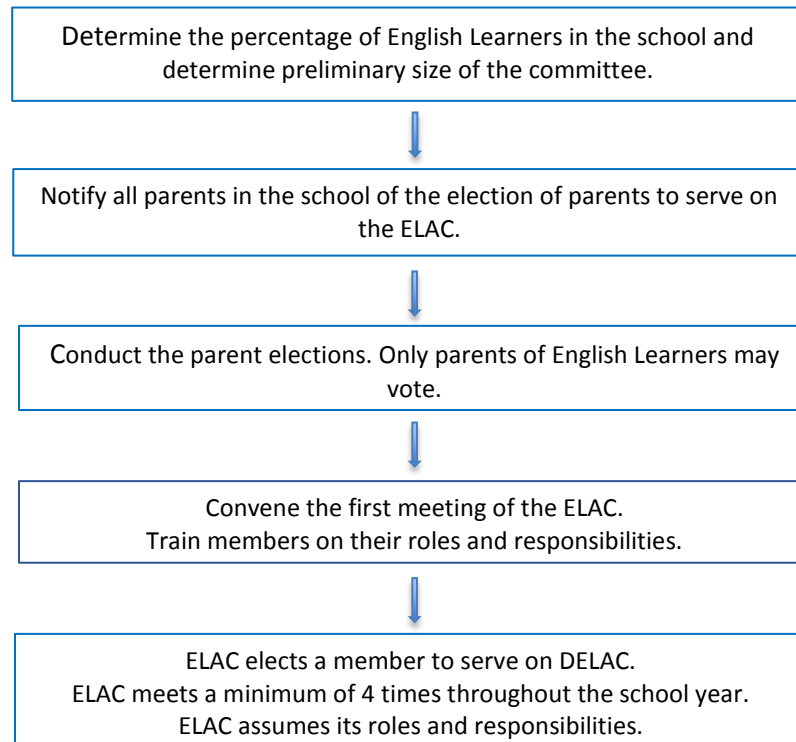 Determine the percentage of English Learners in the school and
determine preliminary size of the committee.
Notify all parents in the school of the election of parents to serve on
the ELAC.
Conduct the parent elections. Only parents of English Learners may
vote.
Convene the first meeting of the ELAC.
Train members on their roles and responsibilities.
ELAC elects a member to serve on DELAC.
ELAC meets a minimum of 4 times throughout the school year.
ELAC assumes its roles and responsibilities.